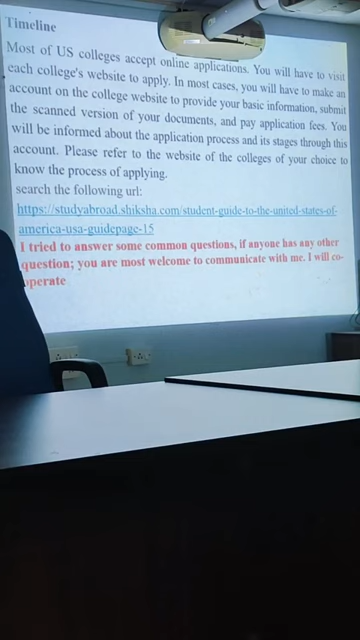 Timeline
Most of US colleges accept online applications. You will have to visit
each college's website to apply. In most cases, you will have to make an
account on the college website to provide your basic information, submit
the scanned version of your documents, and pay application fees. You
will be informed about the application process and its stages through this
account. Please refer to the website of the colleges of your choice to
know the process of applying.
search the following url:
https://studyabroad.shiksha.com/student-guide-to-the-united-states-of-
america-usa-guidepage-15
I tried to answer some common questions, if anyone has any other
question; you are most welcome to communicate with me. I will co-
operate